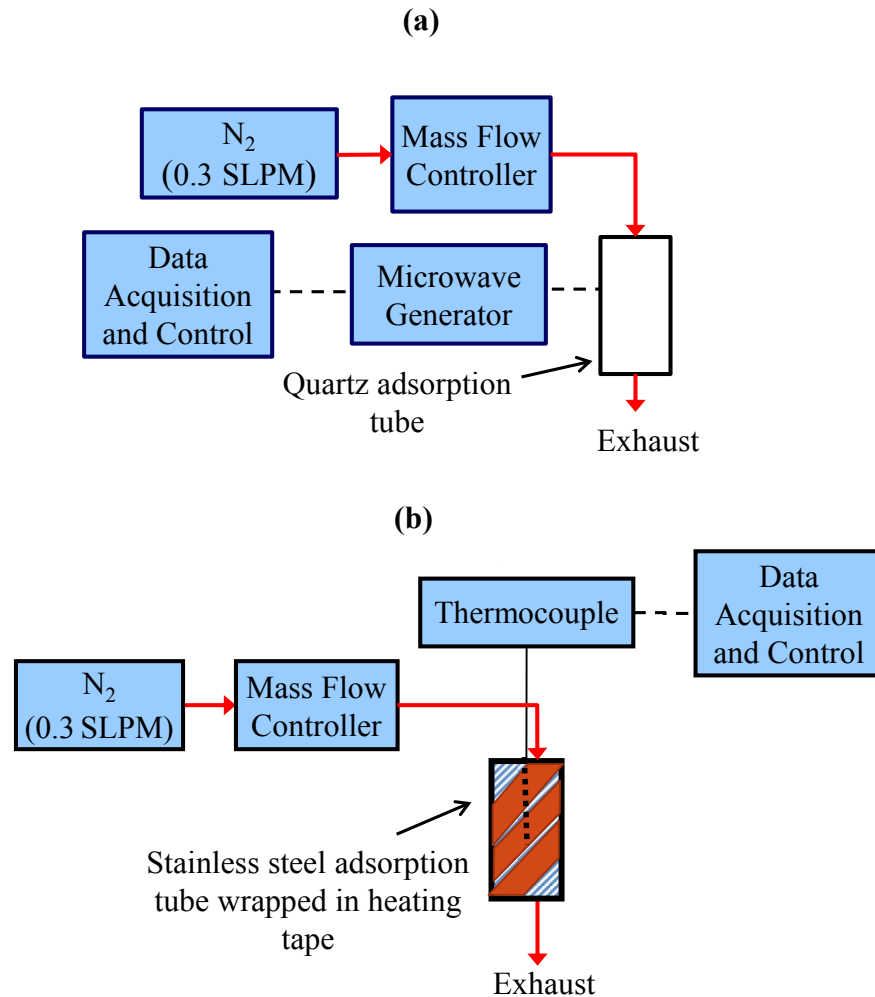 (a)
N₂
(0.3 SLPM)
Mass Flow
Controller
Data
Acquisition
and Control
Microwave
Generator
Quartz adsorption
tube
Exhaust
(b)
Thermocouple
Data
Acquisition
and Control
N₂
(0.3 SLPM)
Mass Flow
Controller
Stainless steel adsorption
tube wrapped in heating
tape
Exhaust